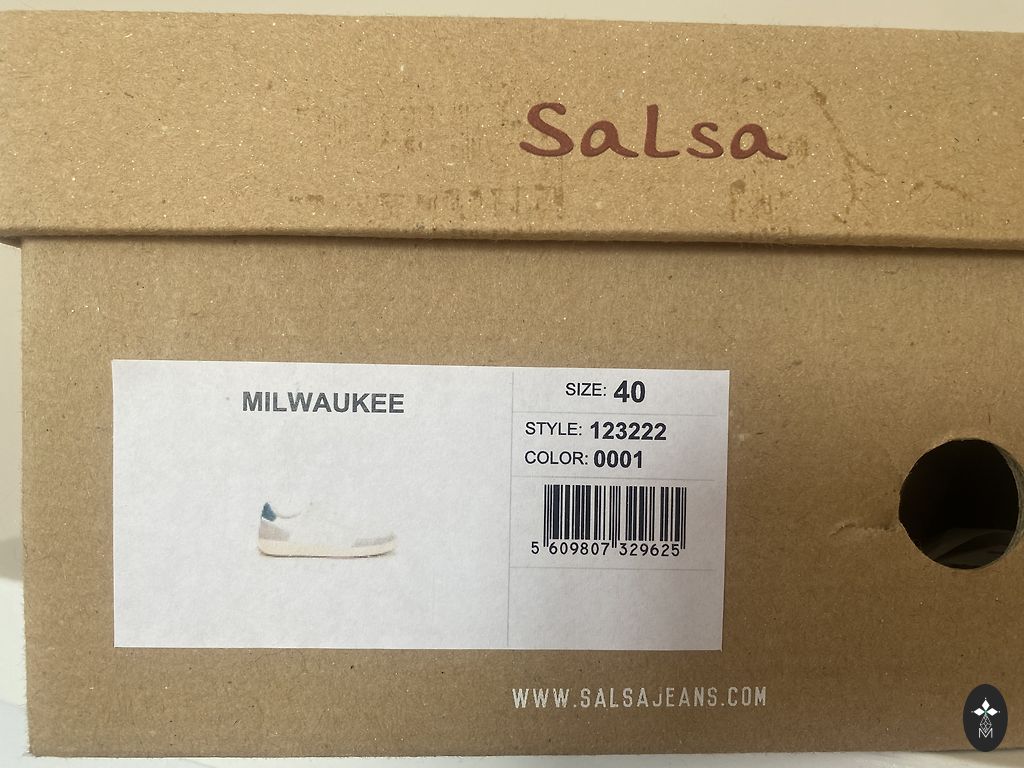 Salsa
MILWAUKEE
SIZE: 40
STYLE: 123222
COLOR: 0001
5 609807 329625
WWW.SALSAJEANS.COM
M